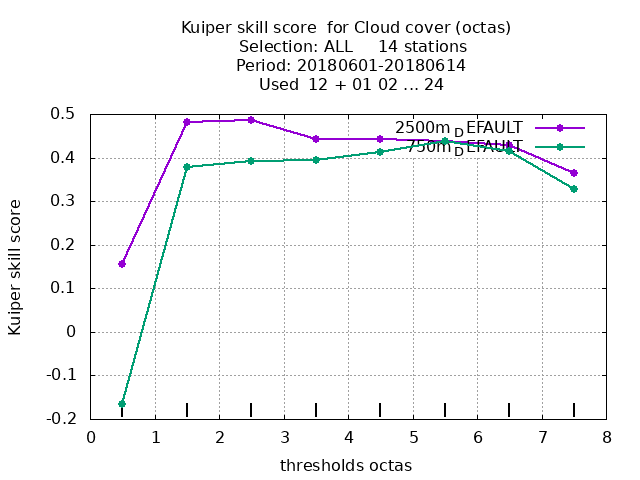 Kuiper skill score  for Cloud cover (octas)
Selection: ALL     14 stations
Period: 20180601-20180614
Used  12 + 01 02 ... 24
0.5
0.4
0.3
0.2
0.1
0
-0.1
-0.2
Kuiper skill score
2500m_DEFAULT
750m_DEFAULT
0 1 2 3 4 5 6 7 8
thresholds octas